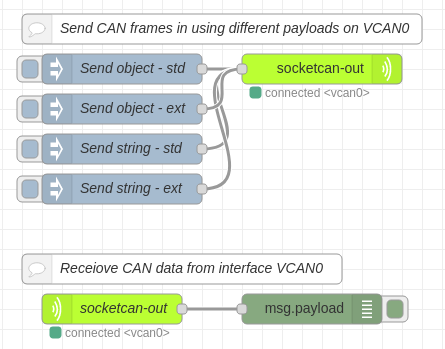 Send CAN frames in using different payloads on VCAN0
Send object - std
socketcan-out
connected <vcan0>
Send object - ext
Send string - std
Send string - ext
Receiove CAN data from interface VCAN0
socketcan-out
msg.payload
connected <vcan0>